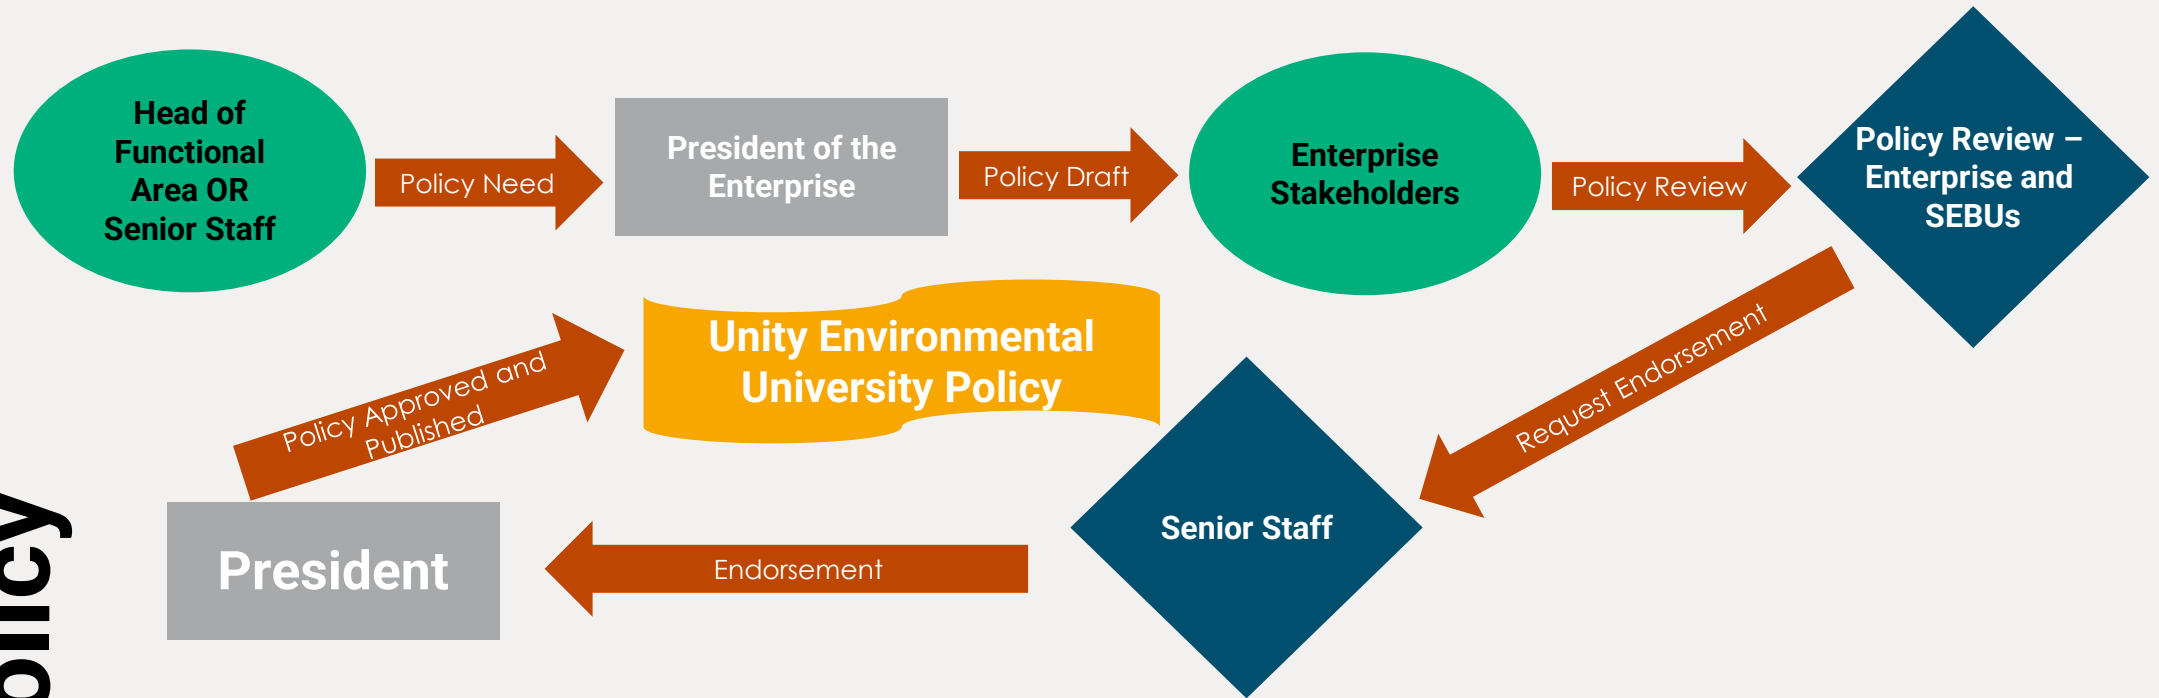 Head of
Functional
Area OR
Senior Staff
Policy Need
President of the
Enterprise
Policy Draft
Enterprise
Stakeholders
Policy Review
Policy Review –
Enterprise and
SEBUs
Request Endorsement
Senior Staff
Endorsement
President
Policy Approved and
Published
Unity Environmental
University Policy